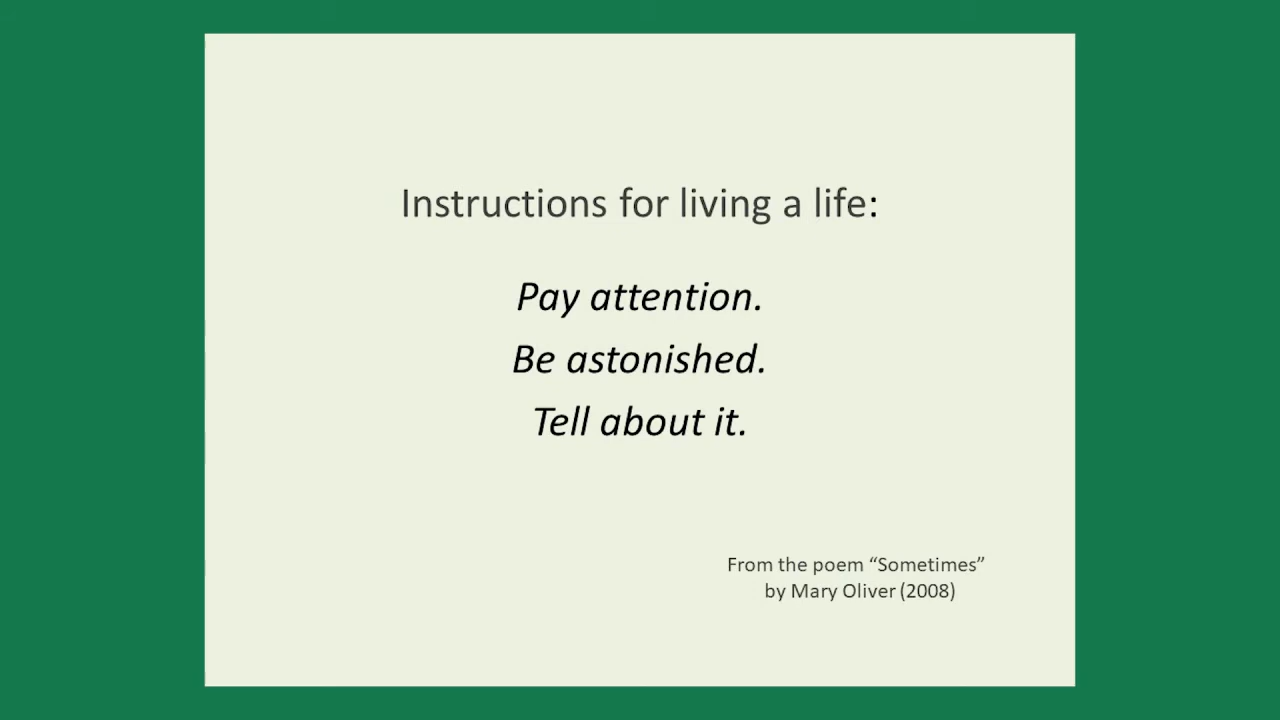 Instructions for living a life:
Pay attention.
Be astonished.
Tell about it.
From the poem “Sometimes”
by Mary Oliver (2008)